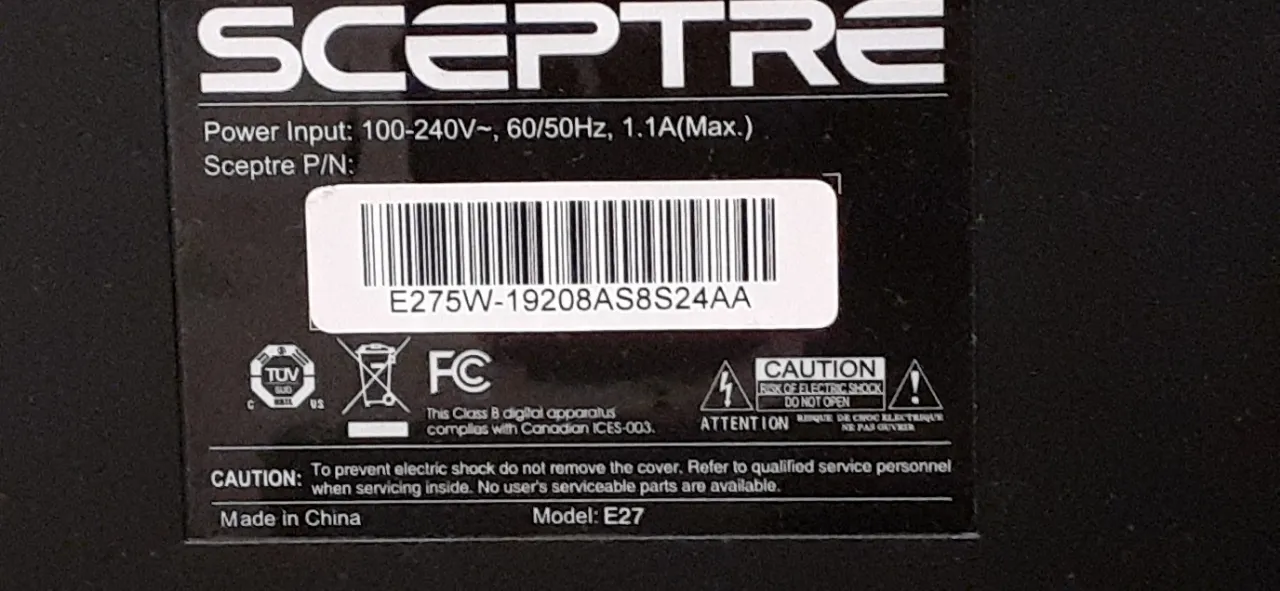 SCEPTRE
Power Input: 100-240V~, 60/50Hz, 1.1A(Max.)
Sceptre P/N:
E275W-19208AS8S24AA
TÜV
SÜD
C US
FC
This Class B digital apparatus
complies with Canadian ICES-003.
CAUTION
RISK OF ELECTRIC SHOCK
DO NOT OPEN
ATTENTION
RISQUE DE CHOC ELECTRIQUE
NE PAS OUVRIR
CAUTION: To prevent electric shock do not remove the cover. Refer to qualified service personnel
when servicing inside. No user's serviceable parts are available.
Made in China Model: E27